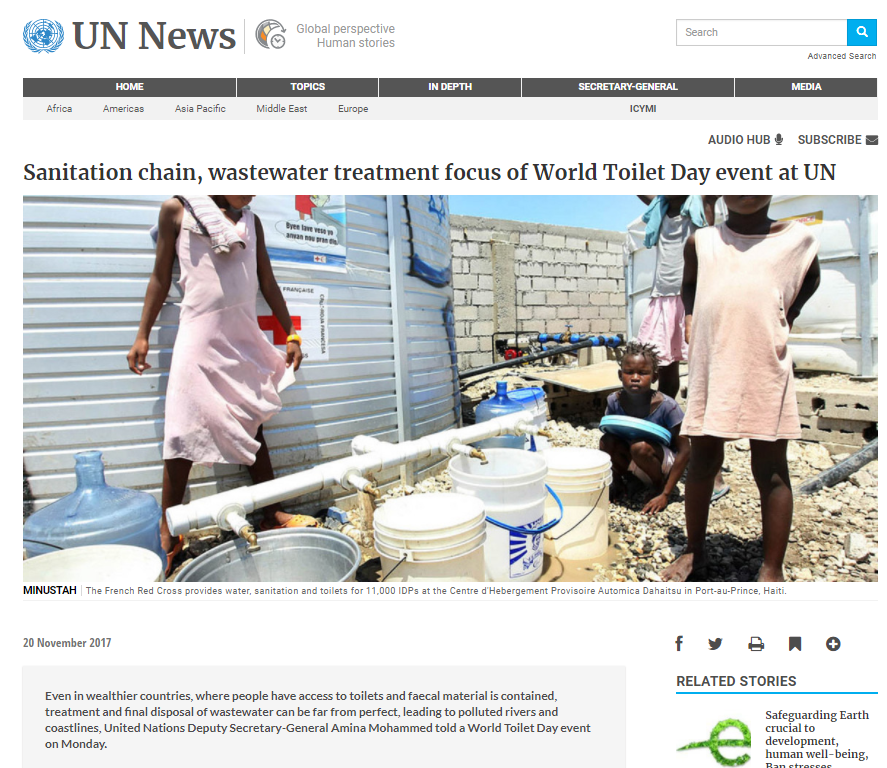 UN News
Global perspective
Human stories
Search
Advanced Search
HOME TOPICS IN DEPTH SECRETARY-GENERAL MEDIA
Africa Americas Asia Pacific Middle East Europe ICYMI
AUDIO HUB SUBSCRIBE
Sanitation chain, wastewater treatment focus of World Toilet Day event at UN
Byen lave vese yo
anvan nou pran dlo
FRANÇAISE
MINUSTAH The French Red Cross provides water, sanitation and toilets for 11,000 IDPs at the Centre d'Hebergement Provisoire Automica Dahaitsu in Port-au-Prince, Haiti.
20 November 2017
Even in wealthier countries, where people have access to toilets and faecal material is contained,
treatment and final disposal of wastewater can be far from perfect, leading to polluted rivers and
coastlines, United Nations Deputy Secretary-General Amina Mohammed told a World Toilet Day event
on Monday.
RELATED STORIES
Safeguarding Earth
crucial to
development,
human well-being,
Ban stresses